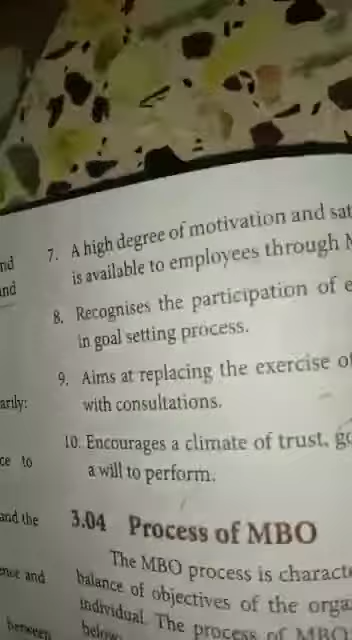 nd
and
arily:
ce to
and the
ence and
between
7. A high degree of motivation and sat
is available to employees through M
8. Recognises the participation of e
in goal setting process.
9. Aims at replacing the exercise of
with consultations.
10. Encourages a climate of trust, go
a will to perform.
3.04 Process of MBO
The MBO process is characte
balance of objectives of the orga
individual. The process of MBO
below